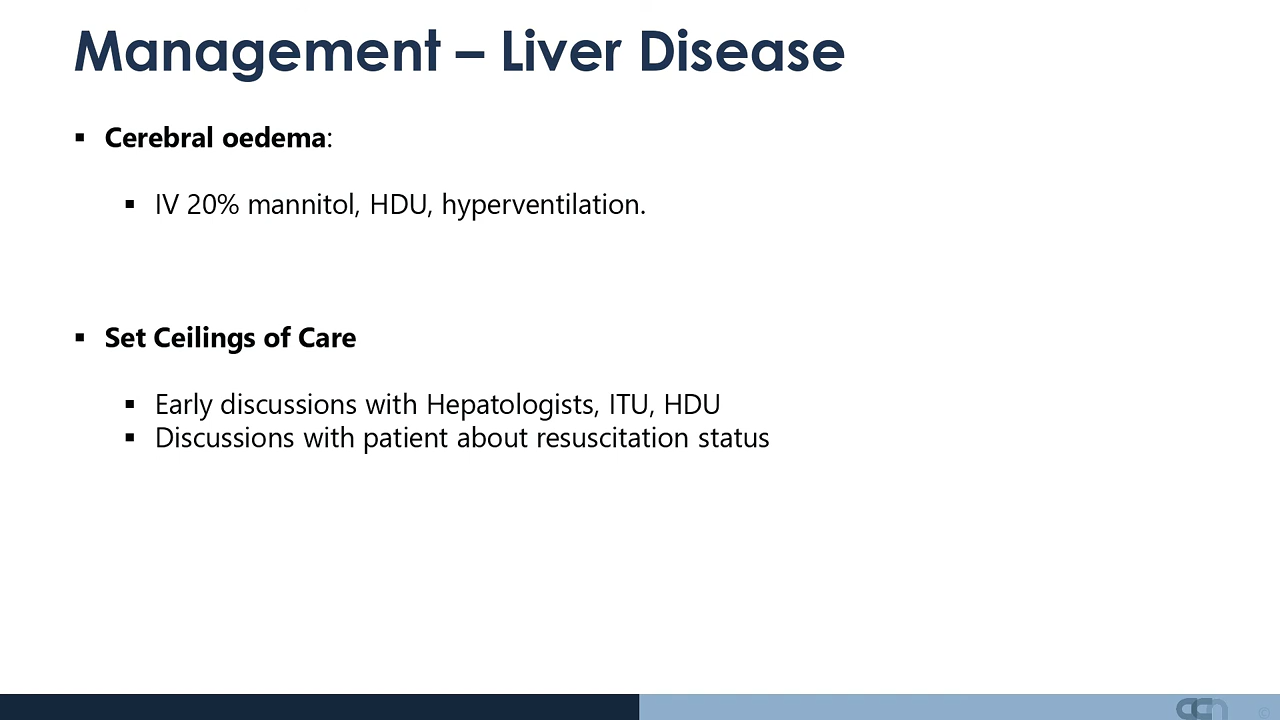 Management – Liver Disease
▪ Cerebral oedema:
▪ IV 20% mannitol, HDU, hyperventilation.
▪ Set Ceilings of Care
▪ Early discussions with Hepatologists, ITU, HDU
▪ Discussions with patient about resuscitation status